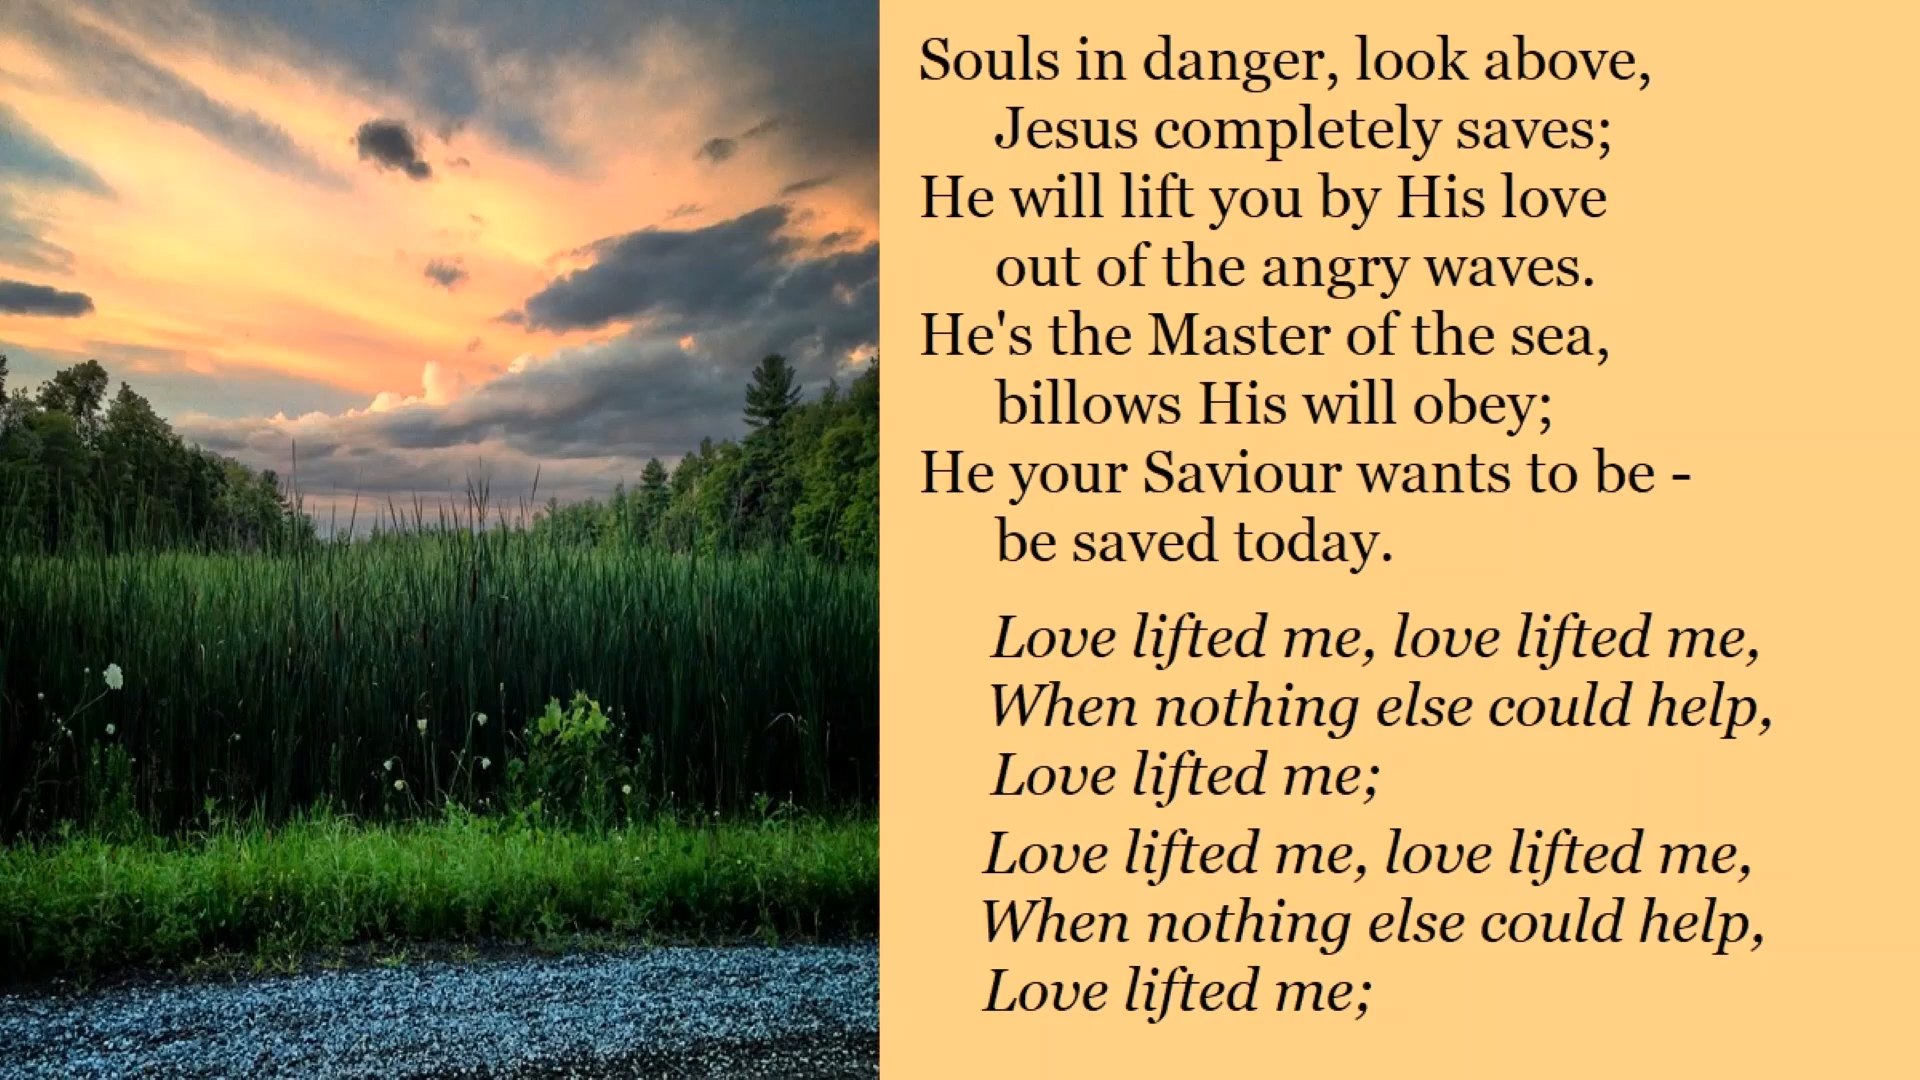 Souls in danger, look above,
Jesus completely saves;
He will lift you by His love
out of the angry waves.
He's the Master of the sea,
billows His will obey;
He your Saviour wants to be -
be saved today.
Love lifted me, love lifted me,
When nothing else could help,
Love lifted me;
Love lifted me, love lifted me,
When nothing else could help,
Love lifted me;